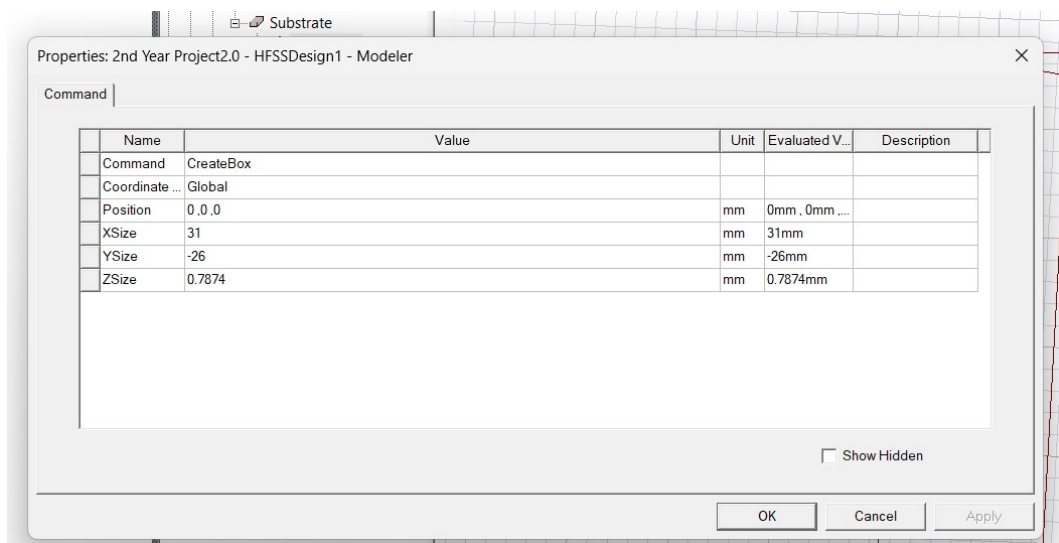 Substrate
Properties: 2nd Year Project2.0 - HFSSDesign1 - Modeler
Command
Name Value Unit Evaluated V... Description
Command CreateBox
Coordinate ... Global
Position 0 ,0 ,0 mm 0mm , 0mm ,...
XSize 31 mm 31mm
YSize -26 mm -26mm
ZSize 0.7874 mm 0.7874mm
Show Hidden
OK Cancel Apply